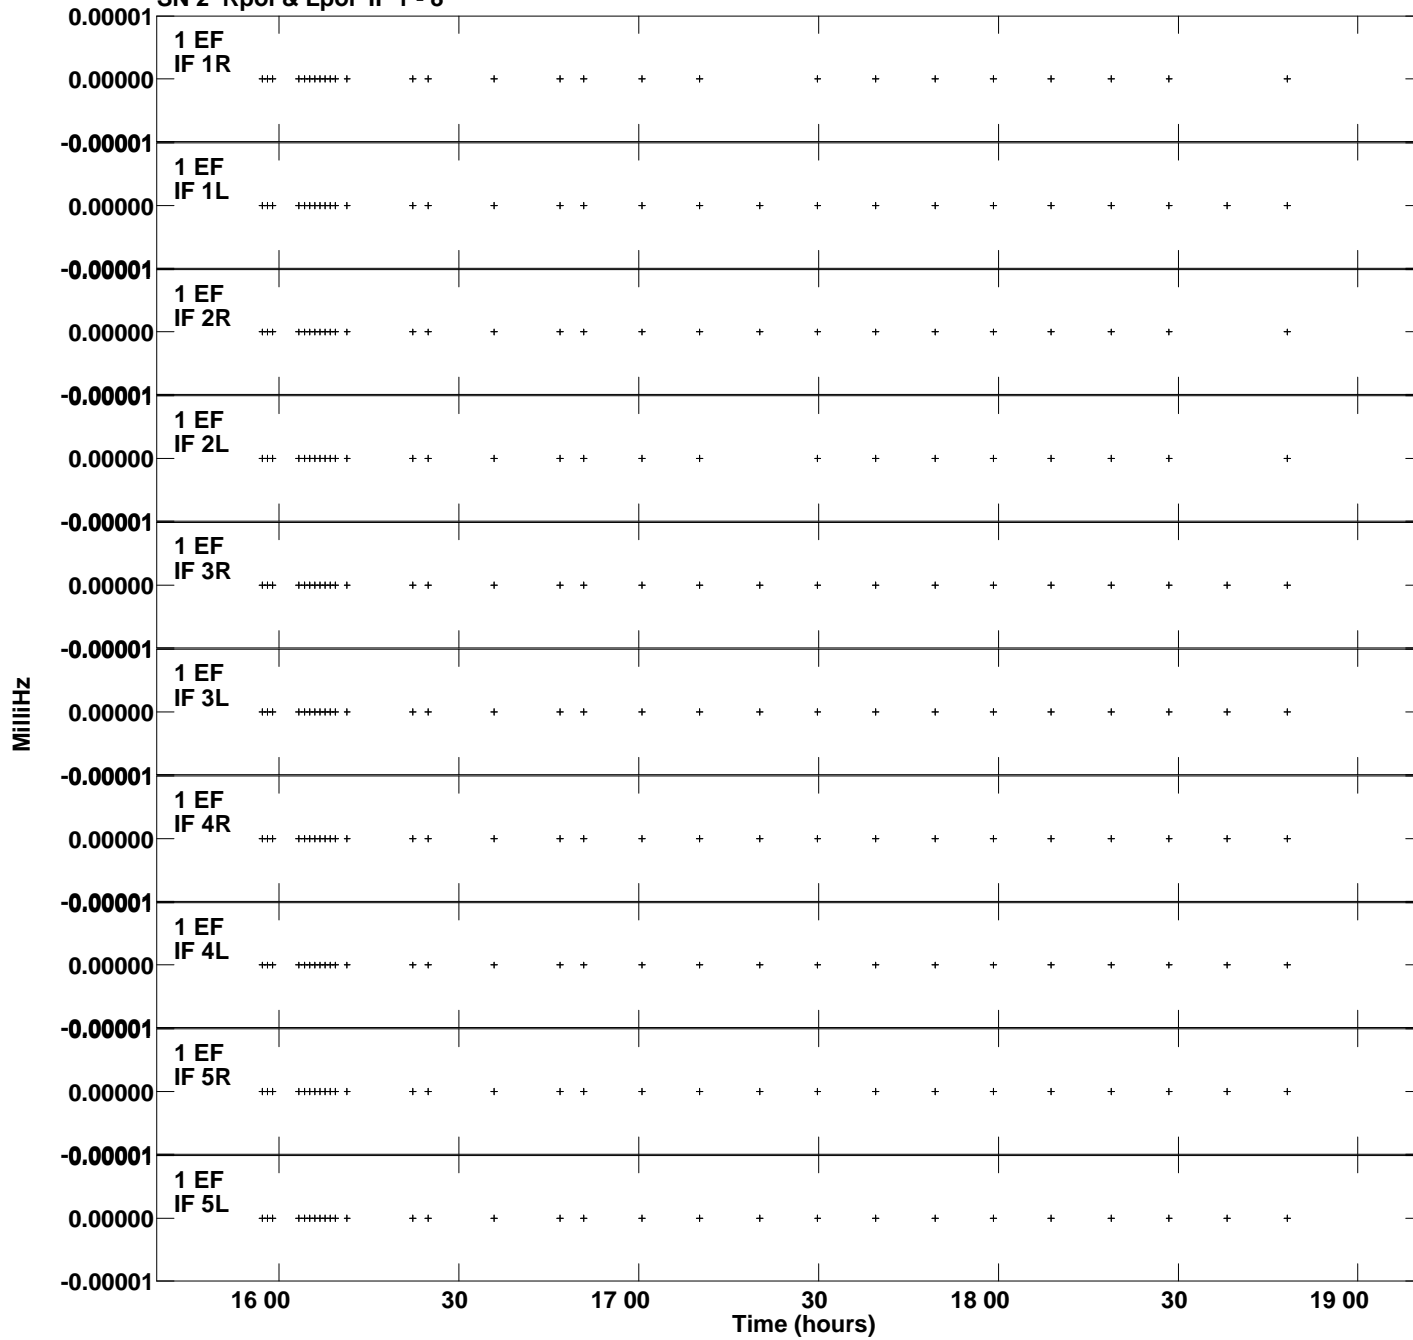 SN 2 Rpol & Lpol IF 1 - 8
0.00001
1 EF
IF 1R
0.00000
-0.00001
1 EF
IF 1L
0.00000
-0.00001
1 EF
IF 2R
0.00000
-0.00001
1 EF
IF 2L
0.00000
-0.00001
1 EF
IF 3R
0.00000
-0.00001
1 EF
IF 3L
0.00000
-0.00001
1 EF
IF 4R
0.00000
-0.00001
1 EF
IF 4L
0.00000
-0.00001
1 EF
IF 5R
0.00000
-0.00001
1 EF
IF 5L
0.00000
-0.00001
MilliHz
16 00 30 17 00 30 18 00 30 19 00
Time (hours)